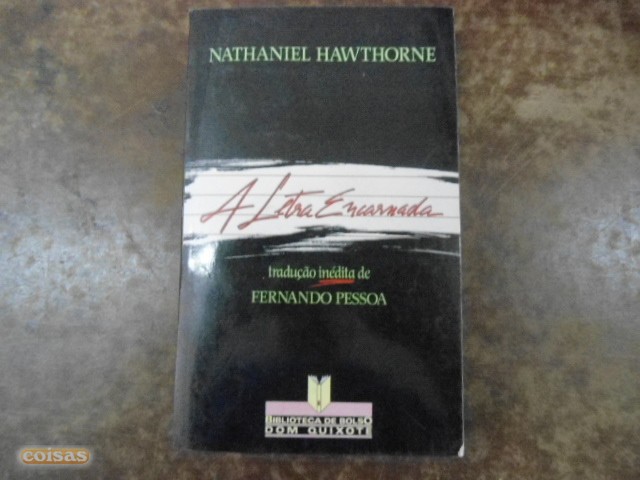 NATHANIEL HAWTHORNE
A Letra Encarnada
tradução inédita de
FERNANDO PESSOA
BIBLIOTECA DE BOLSO
DOM QUIXOTE
coisas